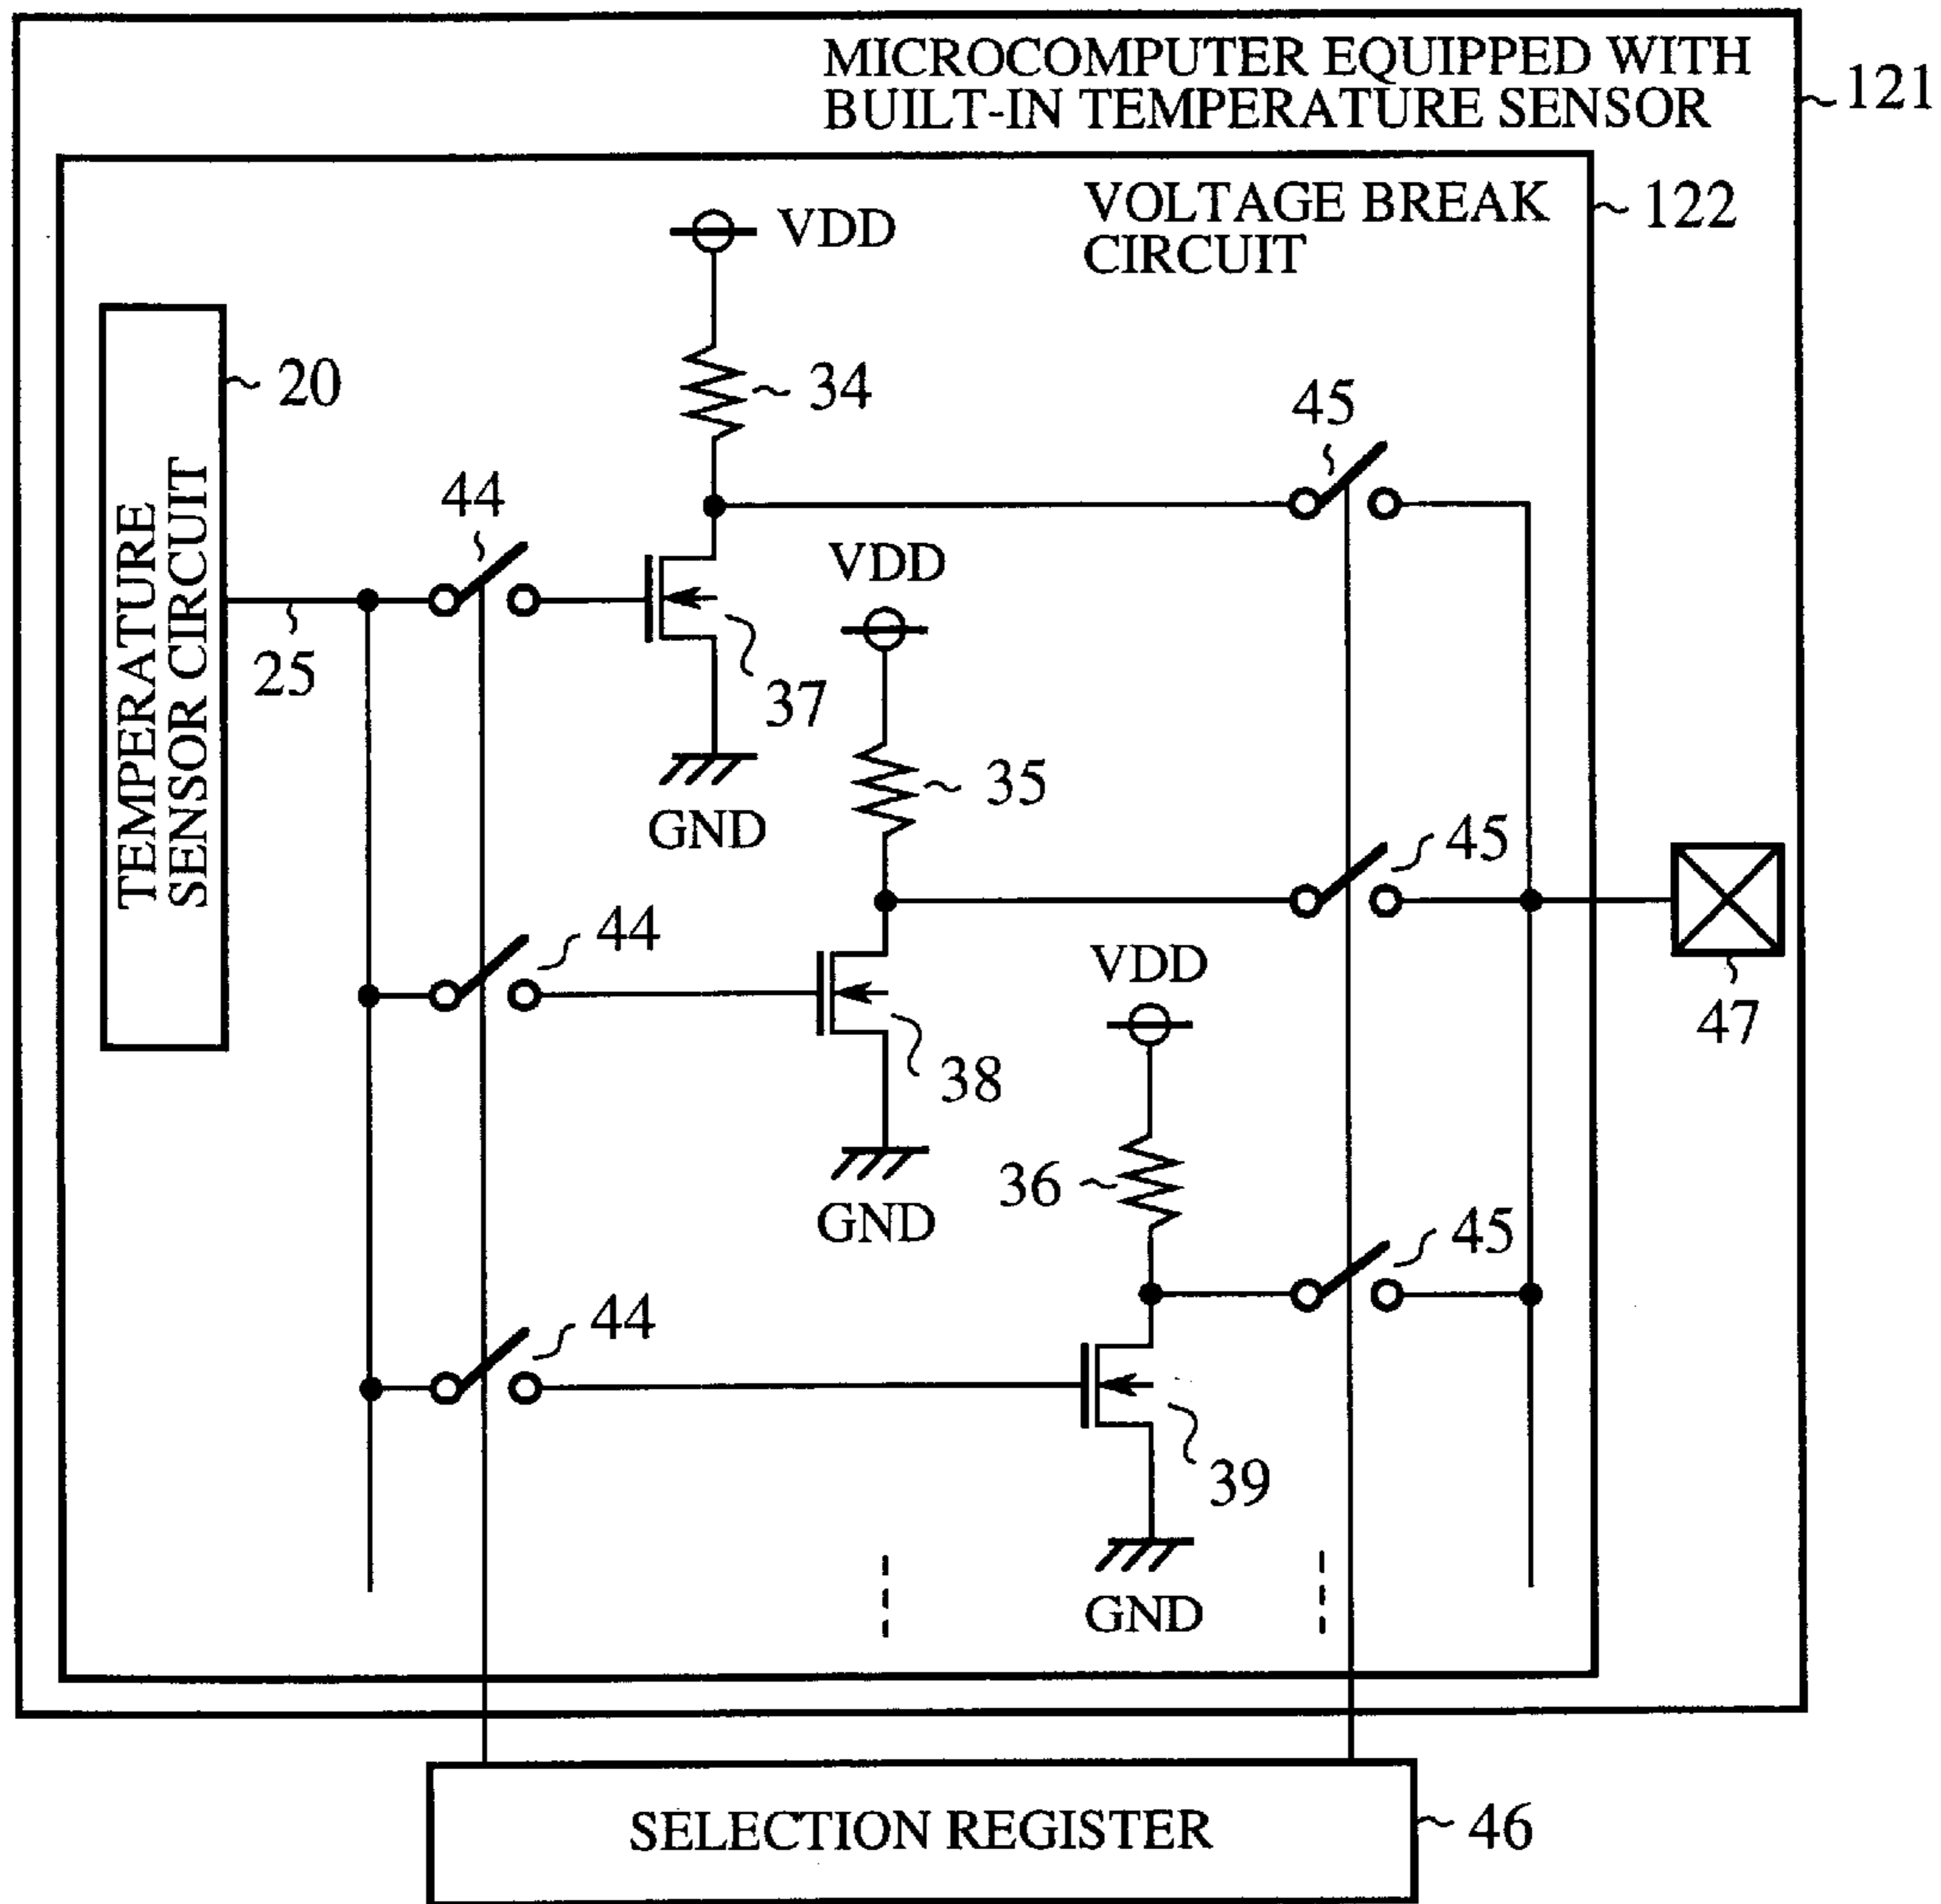 MICROCOMPUTER EQUIPPED WITH
BUILT-IN TEMPERATURE SENSOR
121
VOLTAGE BREAK
CIRCUIT
122
VDD
TEMPERATURE
SENSOR CIRCUIT
20
34
45
44
25
37
VDD
GND
35
45
44
38
VDD
47
GND
36
45
44
39
GND
SELECTION REGISTER
46